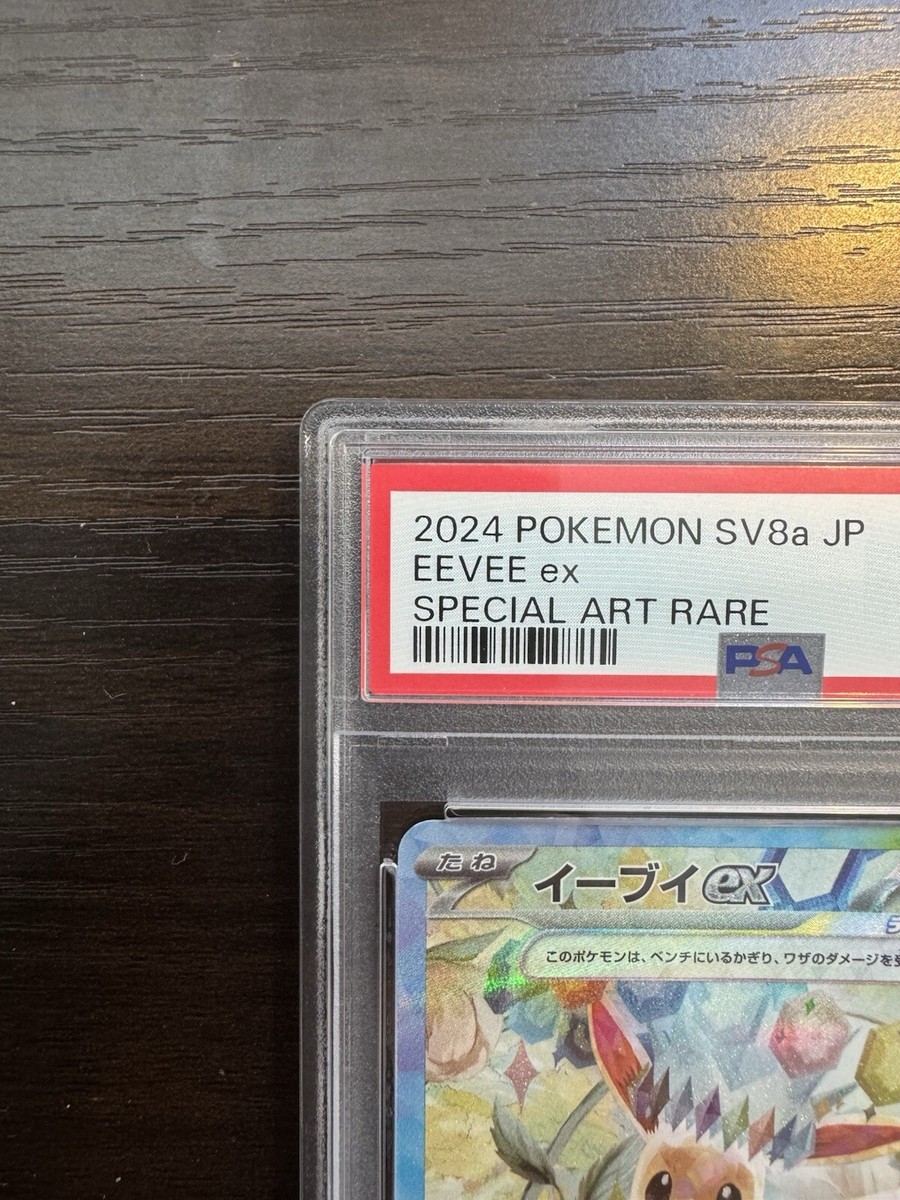 2024 POKEMON SV8a JP
EEVEE ex
SPECIAL ART RARE
PSA
たね
イーブイex
このポケモンは、ベンチにいるかぎり、ワザのダメージを受